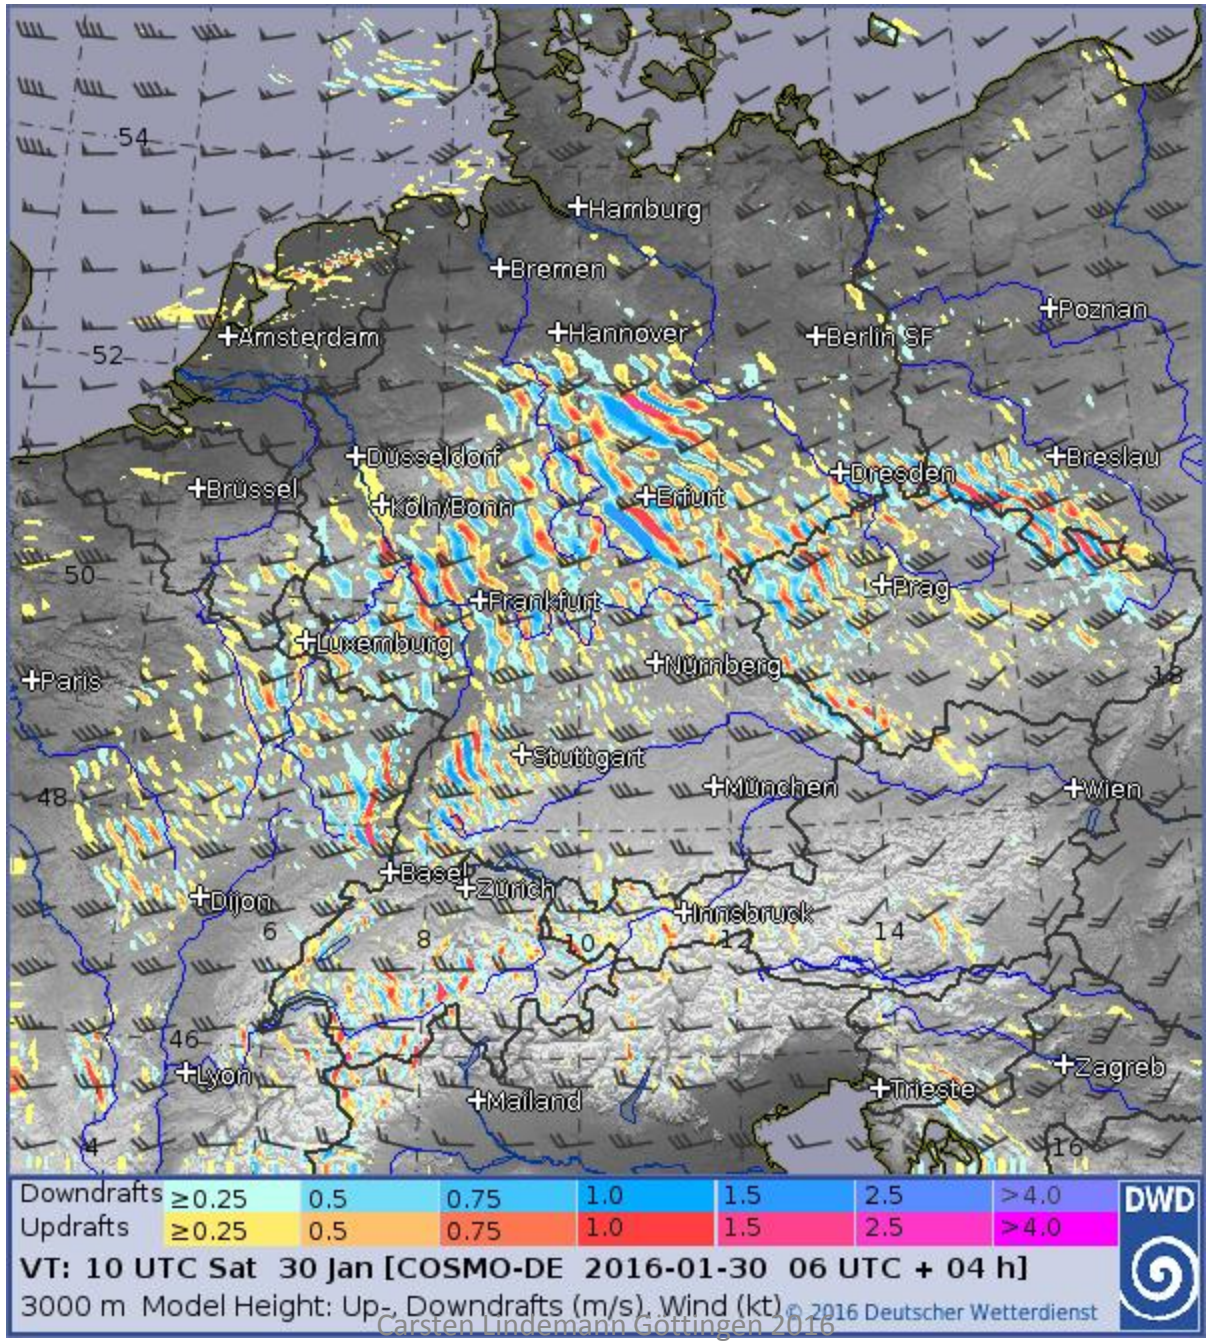 54
Hamburg
Bremen
Poznan
Hannover
Berlin SF
Amsterdam
52
Düsseldorf
Breslau
Dresden
Brüssel
Erfurt
Köln/Bonn
50
Prag
Frankfurt
Luxemburg
Nürnberg
18
Paris
Stuttgart
München
Wien
48
Basel
Zürich
Dijon
Innsbruck
6
8
10
12
14
46
Lyon
Zagreb
Trieste
Mailand
4
16
Downdrafts ≥0.25 0.5 0.75 1.0 1.5 2.5 >4.0
Updrafts ≥0.25 0.5 0.75 1.0 1.5 2.5 >4.0
DWD
VT: 10 UTC Sat 30 Jan [COSMO-DE 2016-01-30 06 UTC + 04 h]
3000 m Model Height: Up-, Downdrafts (m/s), Wind (kt) © 2016 Deutscher Wetterdienst
Carsten Lindemann Göttingen 2016